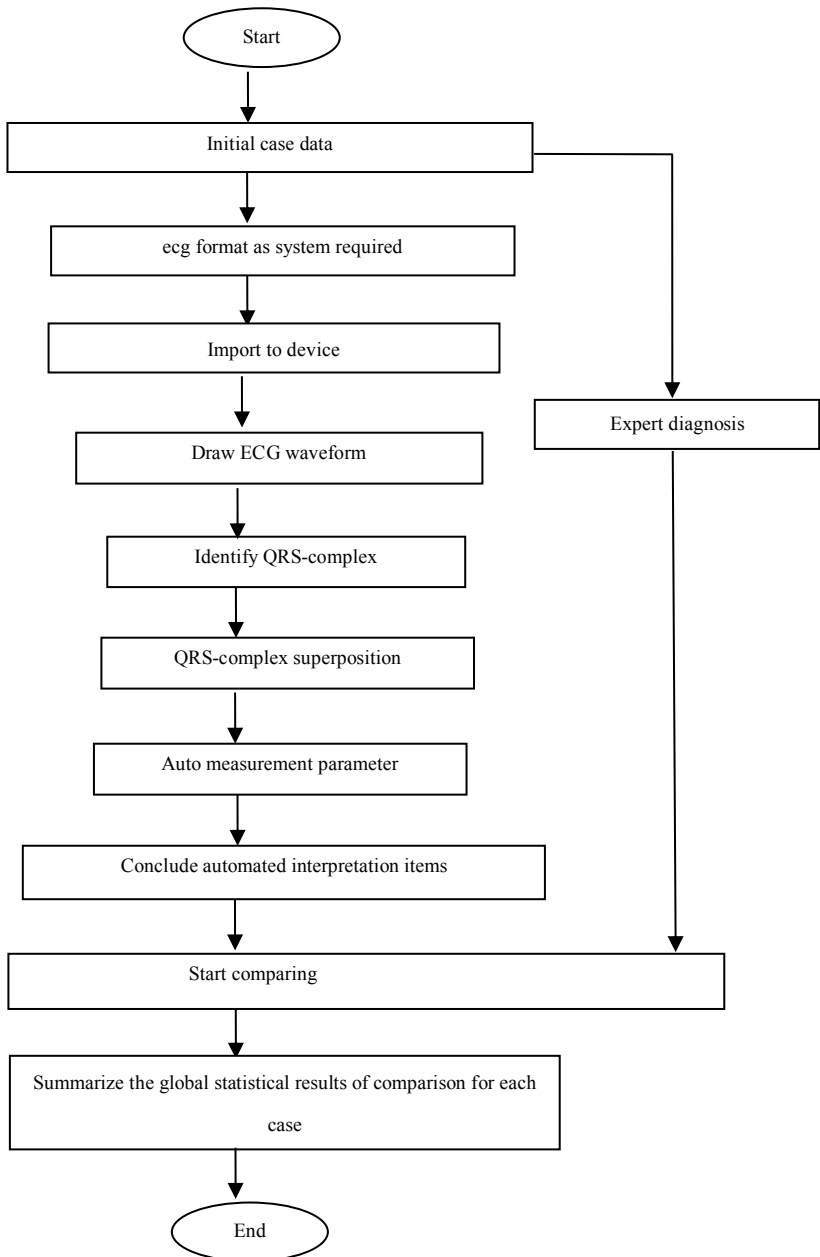 Start
Initial case data
ecg format as system required
Import to device
Expert diagnosis
Draw ECG waveform
Identify QRS-complex
QRS-complex superposition
Auto measurement parameter
Conclude automated interpretation items
Start comparing
Summarize the global statistical results of comparison for each
case
End